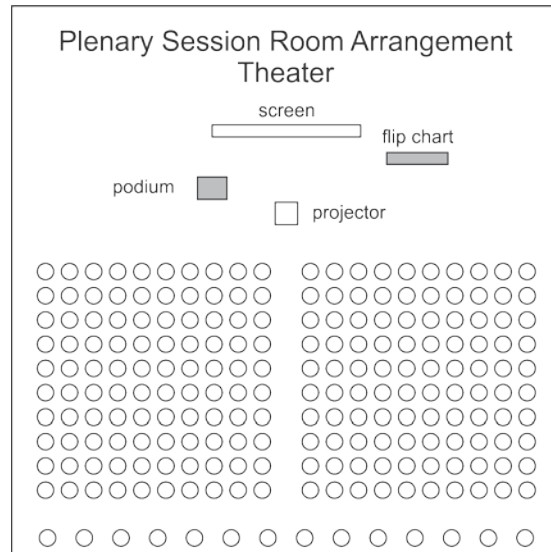 Plenary Session Room Arrangement
Theater
screen
flip chart
podium
projector